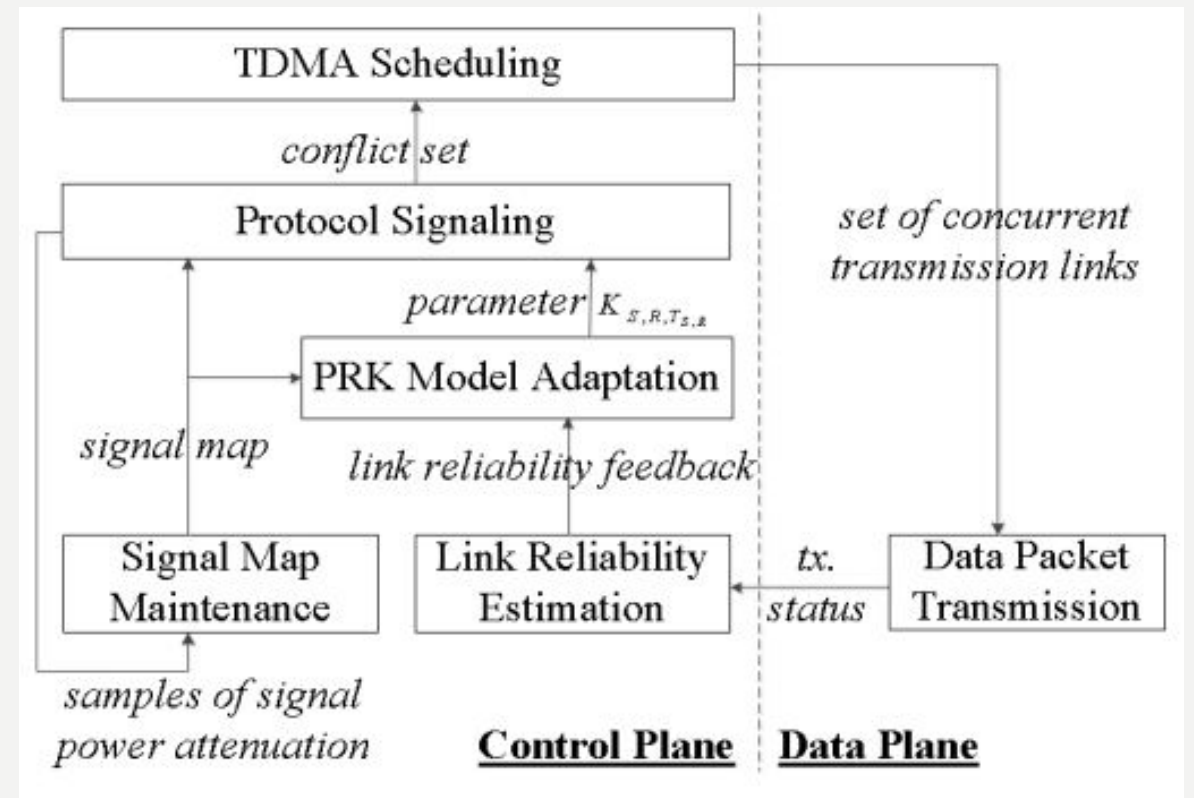 TDMA Scheduling
conflict set
Protocol Signaling
set of concurrent
transmission links
parameter K S,R,T S,R
PRK Model Adaptation
signal map
link reliability feedback
Signal Map
Maintenance
Link Reliability
Estimation
tx.
status
Data Packet
Transmission
samples of signal
power attenuation
Control Plane
Data Plane